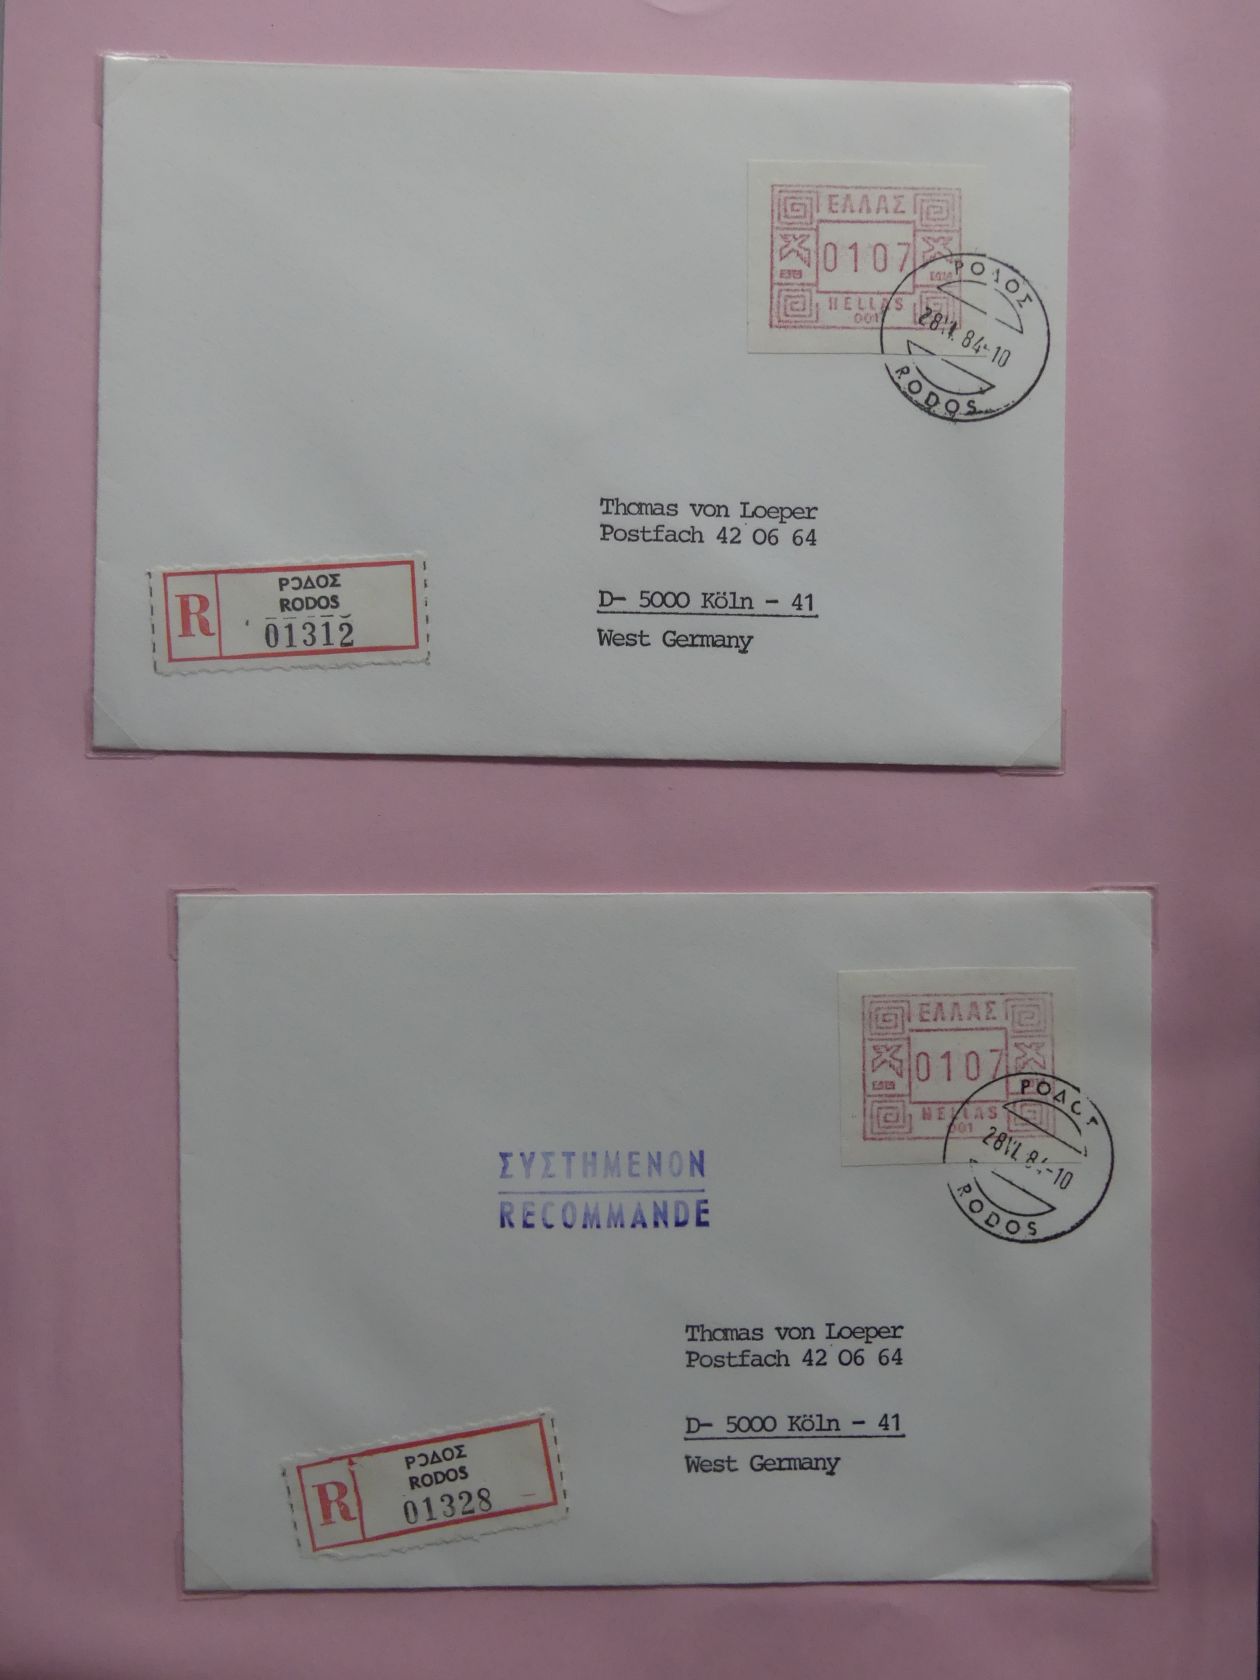 ΕΛΛΑΣ
0107
HELLAS
001
ΡΟΔΟΣ
28 VI. 84-10
RODOS
Thomas von Loeper
Postfach 42 06 64
D- 5000 Köln - 41
West Germany
R
ΡΟΔΟΣ
RODOS
01312
ΕΛΛΑΣ
0107
HELLAS
001
ΡΟΔΟΣ
84-10
RODOS
ΣΥΣΤΗΜΕΝΟΝ
RECOMMANDE
Thomas von Loeper
Postfach 42 06 64
D- 5000 Köln - 41
West Germany
R
ΡΟΔΟΣ
RODOS
01328